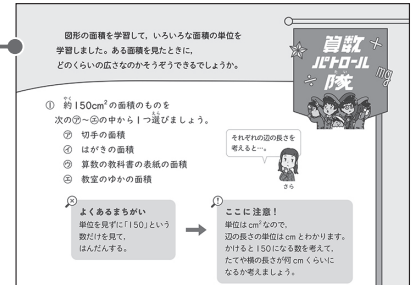 図形の面積を学習して，いろいろな面積の単位を
学習しました。ある面積を見たときに，
どのくらいの広さなのかそうぞうできるでしょうか。
算数
パトロール
隊
mg
① 約150cm²の面積のものを
次の㋐〜㋓の中から１つ選びましょう。
㋐ 切手の面積
㋑ はがきの面積
㋒ 算数の教科書の表紙の面積
㋓ 教室のゆかの面積
それぞれの辺の長さを
考えると…。
さら
よくあるまちがい
単位を見ずに「150」という
数だけを見て，
はんだんする。
ここに注意！
単位はcm²なので，
辺の長さの単位はcmとわかります。
かけると150になる数を考えて，
たてや横の長さが何cmくらいに
なるか考えましょう。